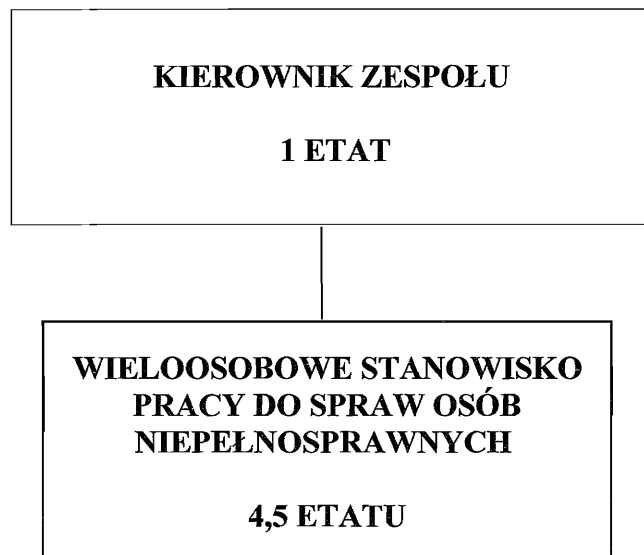 KIEROWNIK ZESPOŁU
1 ETAT
WIELOOSOBOWE STANOWISKO
PRACY DO SPRAW OSÓB
NIEPEŁNOSPRAWNYCH
4,5 ETATU